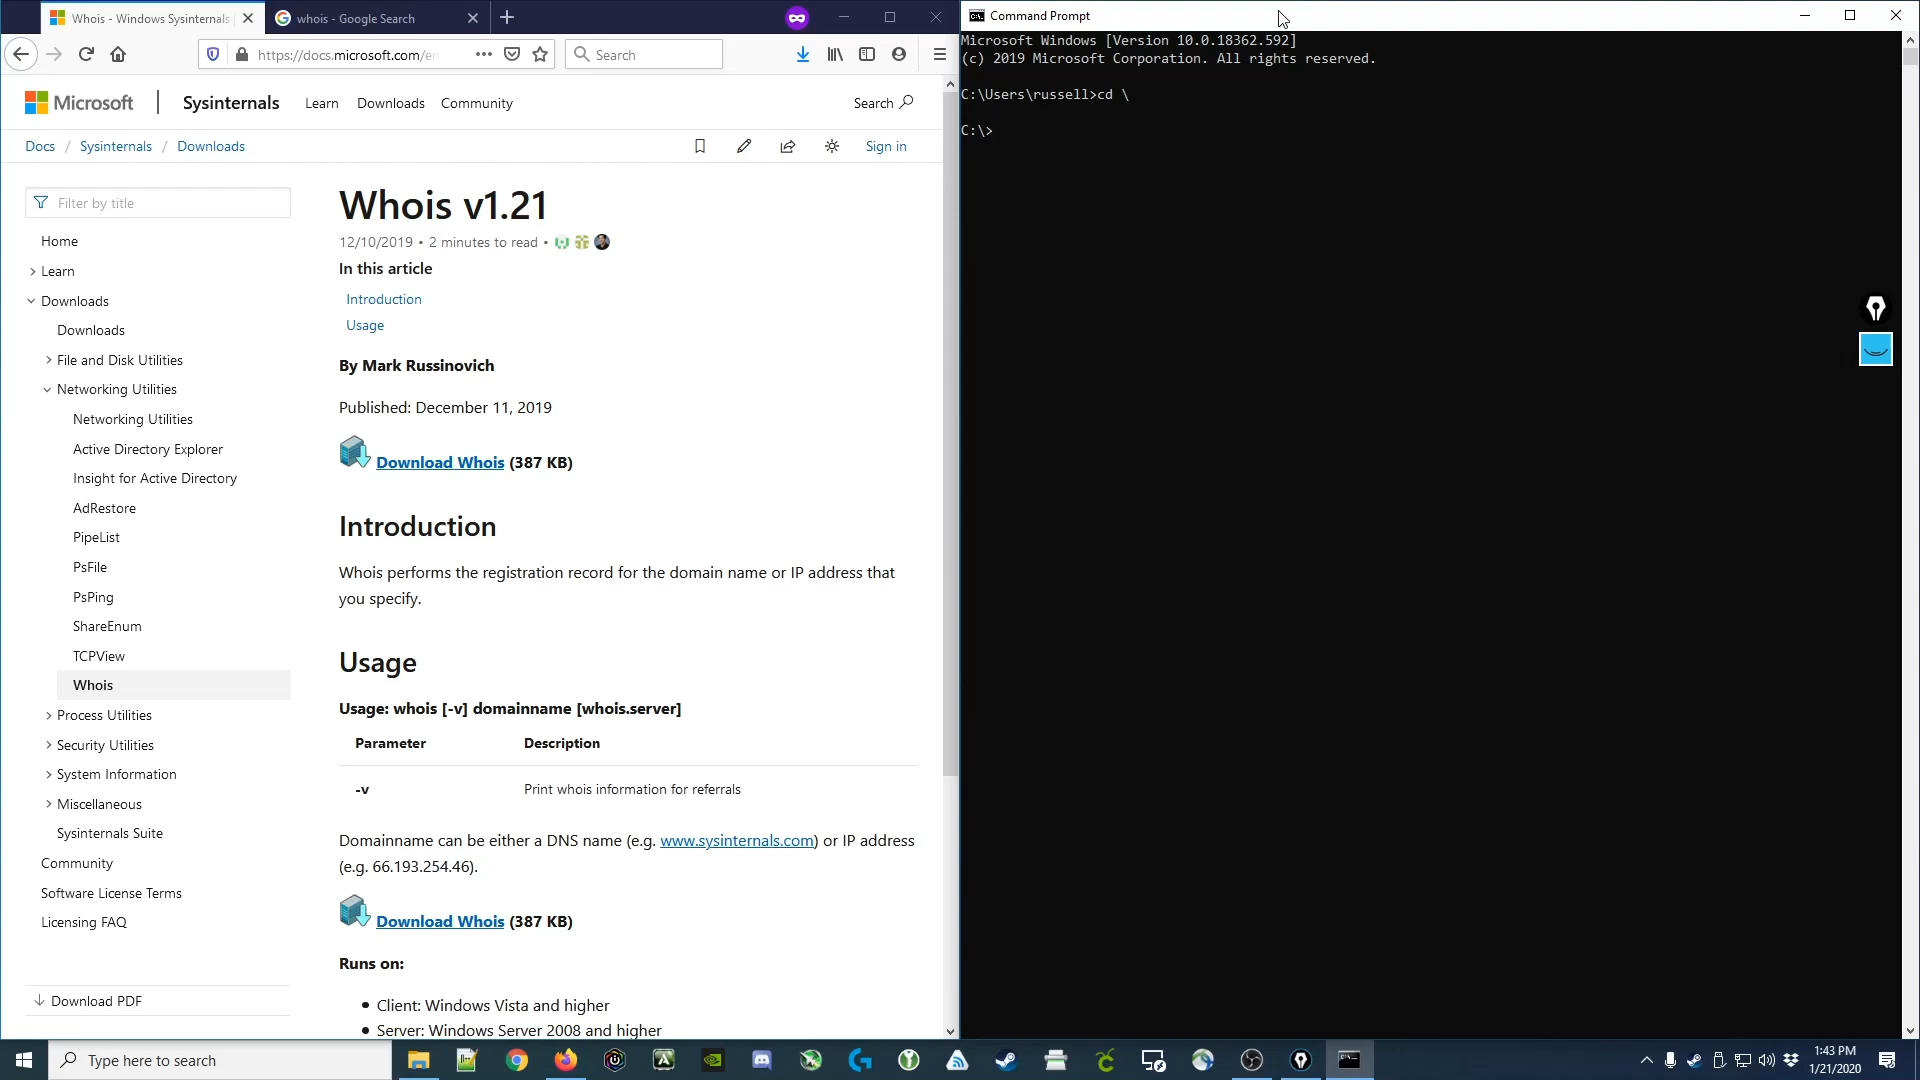 Whois - Windows Sysinternals
whois - Google Search
https://docs.microsoft.com/en
Search
Microsoft
Sysinternals
Learn
Downloads
Community
Search
Docs / Sysinternals / Downloads
Sign in
Filter by title
Home
Learn
Downloads
Downloads
File and Disk Utilities
Networking Utilities
Networking Utilities
Active Directory Explorer
Insight for Active Directory
AdRestore
PipeList
PsFile
PsPing
ShareEnum
TCPView
Whois
Process Utilities
Security Utilities
System Information
Miscellaneous
Sysinternals Suite
Community
Software License Terms
Licensing FAQ
Download PDF
Whois v1.21
12/10/2019 • 2 minutes to read •
In this article
Introduction
Usage
By Mark Russinovich
Published: December 11, 2019
Download Whois (387 KB)
Introduction
Whois performs the registration record for the domain name or IP address that
you specify.
Usage
Usage: whois [-v] domainname [whois.server]
Parameter Description
-v Print whois information for referrals
Domainname can be either a DNS name (e.g. www.sysinternals.com) or IP address
(e.g. 66.193.254.46).
Download Whois (387 KB)
Runs on:
• Client: Windows Vista and higher
• Server: Windows Server 2008 and higher
Command Prompt
Microsoft Windows [Version 10.0.18362.592]
(c) 2019 Microsoft Corporation. All rights reserved.
C:\Users\russell>cd \
C:\>
Type here to search
1:43 PM
1/21/2020